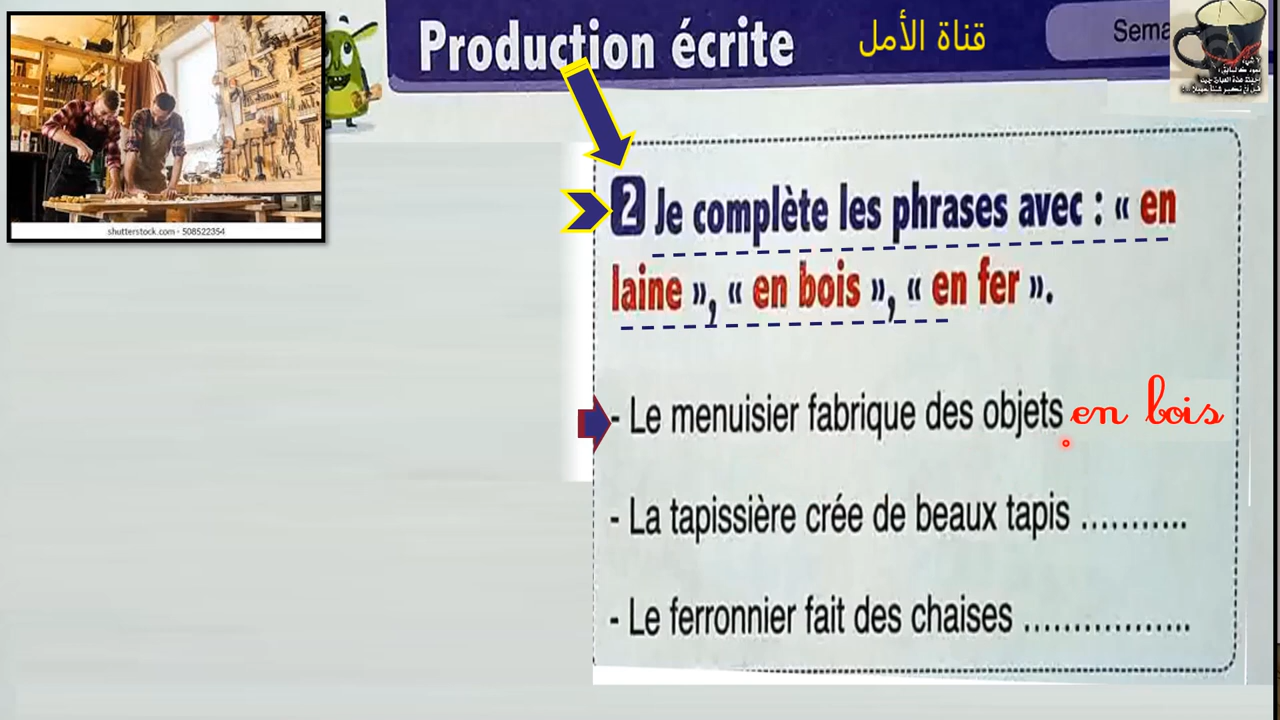 Production écrite
قناة الأمل
Sema
shutterstock.com · 508522354
2 Je complète les phrases avec : « en
laine », « en bois », « en fer ».
- Le menuisier fabrique des objets en bois
- La tapissière crée de beaux tapis ...........
- Le ferronnier fait des chaises .................